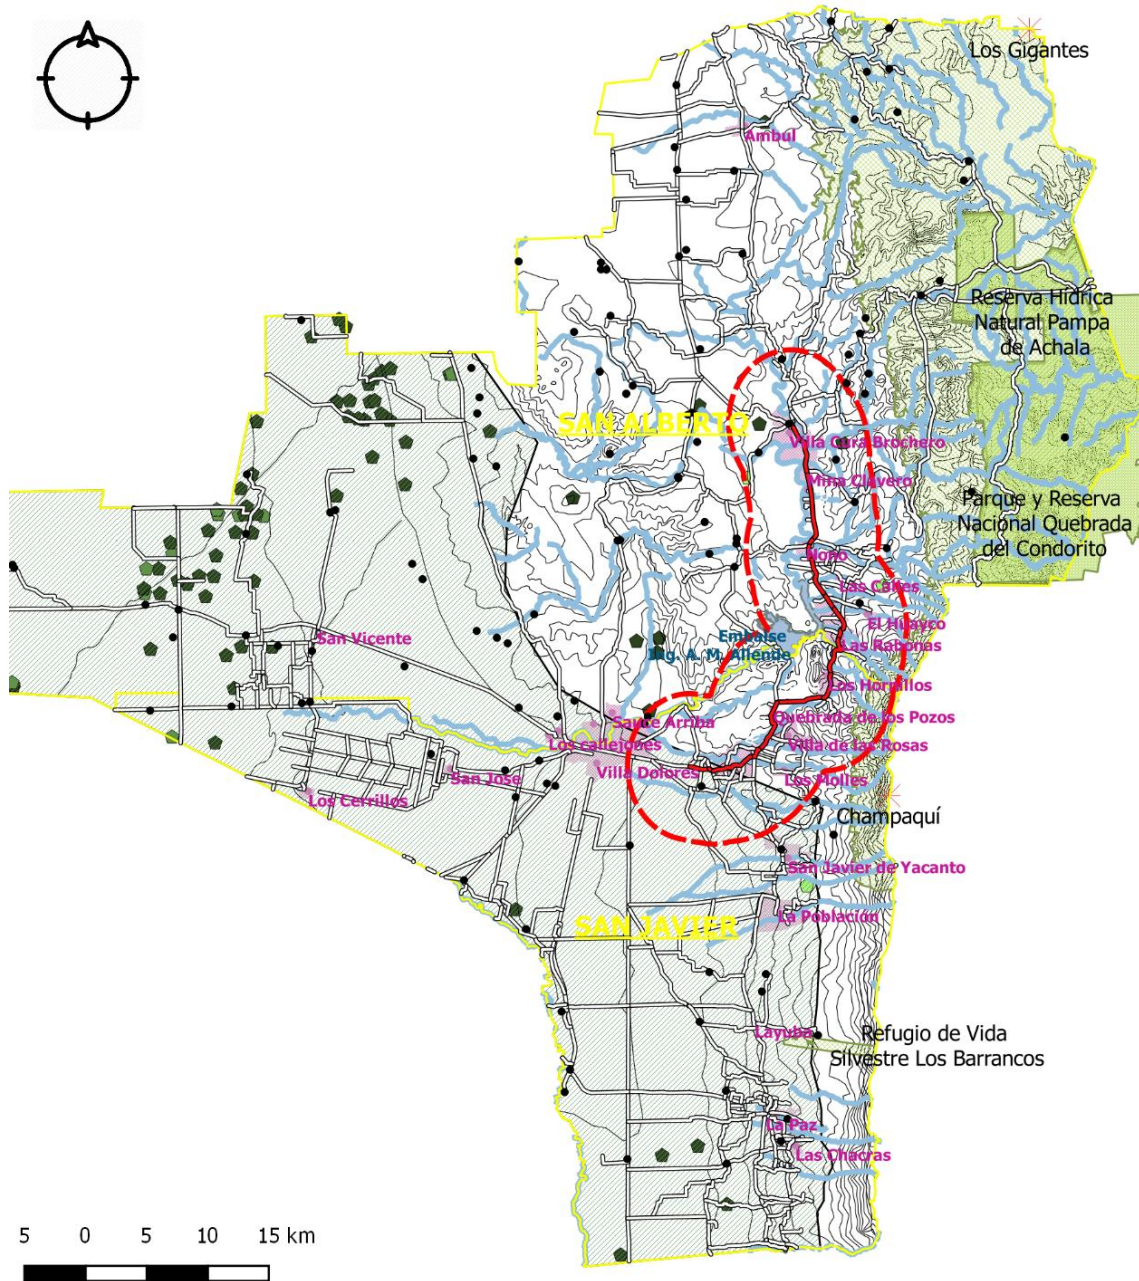 Los Gigantes
Ambul
Reserva Hídrica
Natural Pampa
de Achala
SAN ALBERTO
Villa Cura Brochero
Mina Clavero
Parque y Reserva
Nacional Quebrada
del Condorito
Nono
Las Calles
El Huayco
San Vicente
Embalse
Ing. A. M. Allende
Las Rabonas
Los Hornillos
Sauce Arriba
Quebrada de los Pozos
Los callejones
Villa de las Rosas
Villa Dolores
San Jose
Los Molles
Los Cerrillos
Champaquí
San Javier de Yacanto
La Población
SAN JAVIER
Layuba
Refugio de Vida
Silvestre Los Barrancos
La Paz
Las Chacras
5 0 5 10 15 km